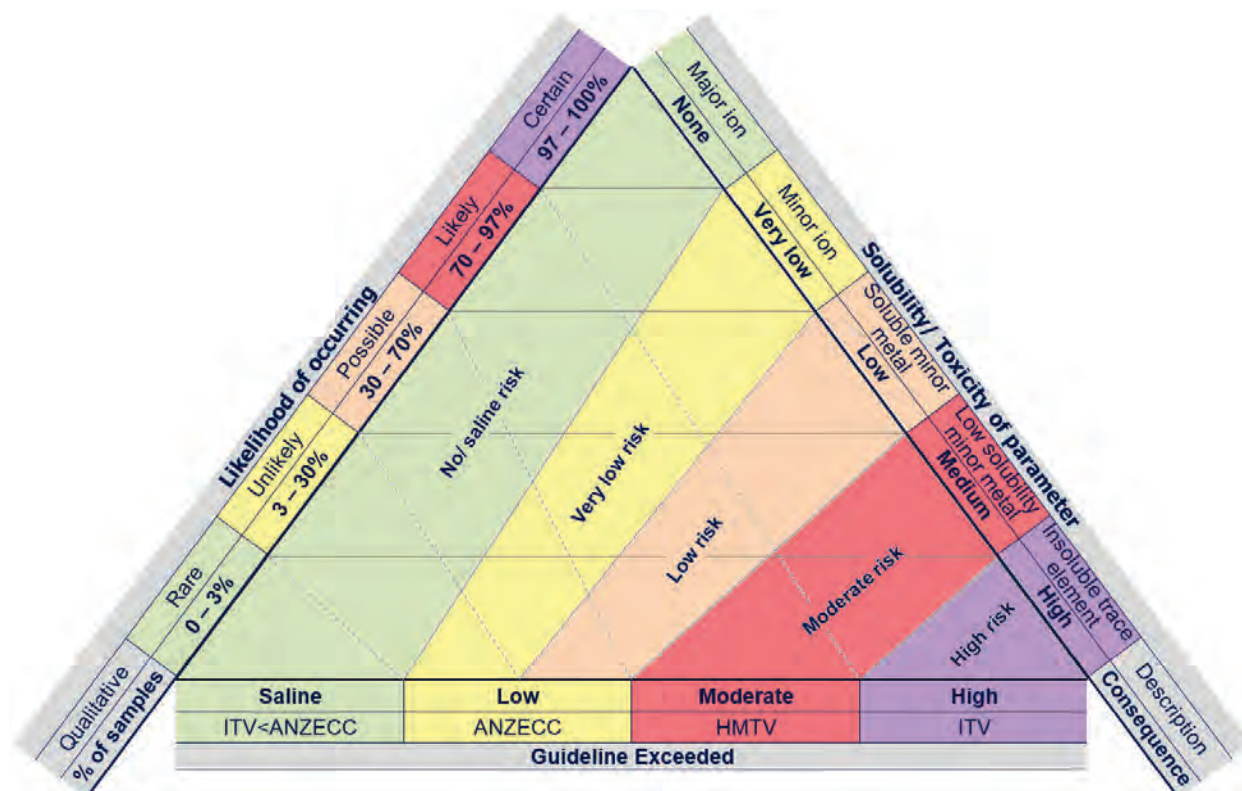 Likelihood of occurring
Certain
97 – 100%
Likely
70 – 97%
Possible
30 – 70%
Unlikely
3 – 30%
Rare
0 – 3%
Qualitative
% of samples
Solubility/ Toxicity of parameter
Major ion
None
Minor ion
Very low
Soluble minor
metal
Low
Low solubility
minor metal
Medium
Insoluble trace
element
High
Description
Consequence
No/ saline risk
Very low risk
Low risk
Moderate risk
High risk
Saline
Low
Moderate
High
ITV<ANZECC
ANZECC
HMTV
ITV
Guideline Exceeded